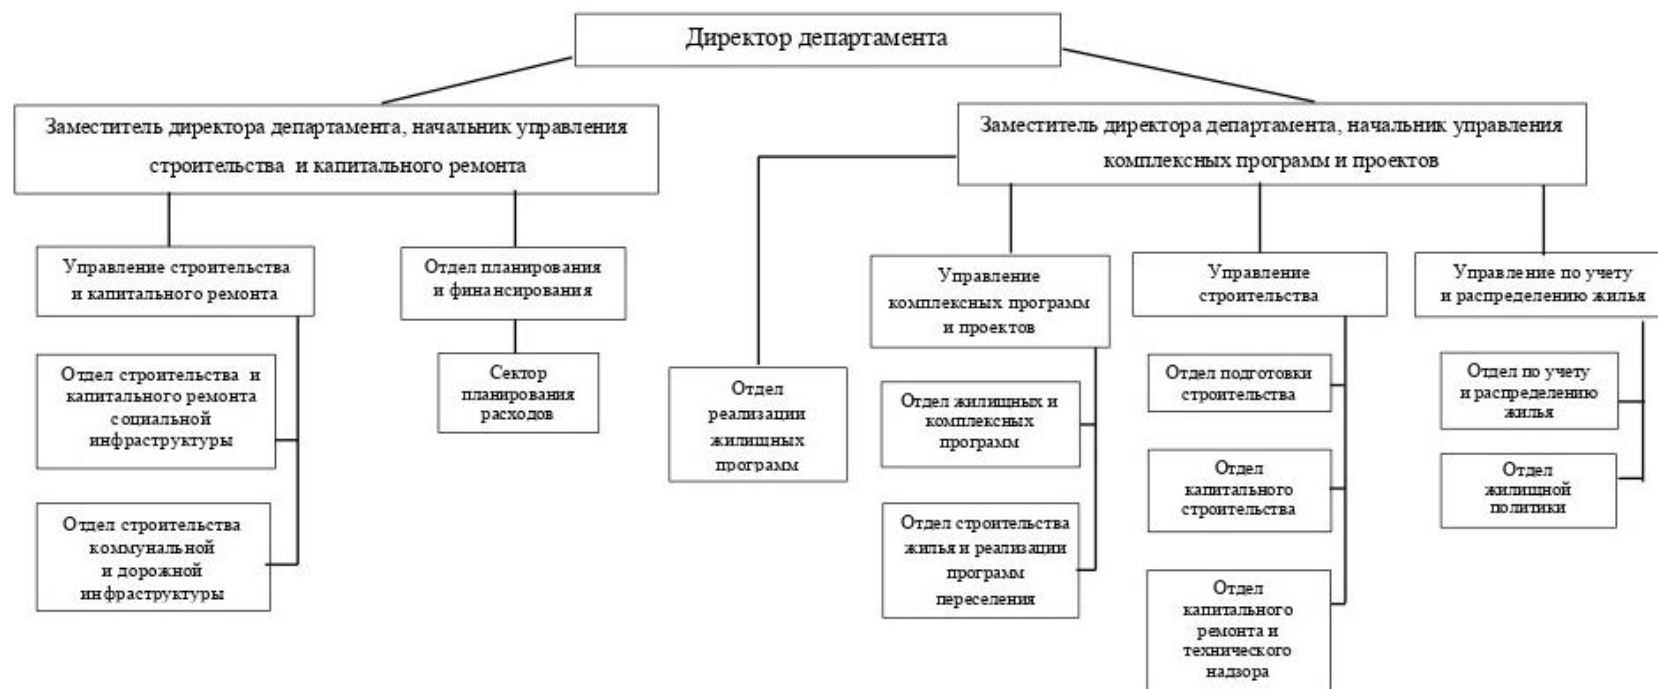 Директор департамента
Заместитель директора департамента, начальник управления
строительства и капитального ремонта
Заместитель директора департамента, начальник управления
комплексных программ и проектов
Управление строительства
и капитального ремонта
Отдел планирования
и финансирования
Управление
комплексных программ
и проектов
Управление
строительства
Управление по учету
и распределению жилья
Отдел строительства и
капитального ремонта
социальной
инфраструктуры
Сектор
планирования
расходов
Отдел
реализации
жилищных
программ
Отдел жилищных и
комплексных
программ
Отдел подготовки
строительства
Отдел по учету
и распределению
жилья
Отдел
капитального
строительства
Отдел
жилищной
политики
Отдел строительства
коммунальной
и дорожной
инфраструктуры
Отдел строительства
жилья и реализации
программ
переселения
Отдел
капитального
ремонта и
технического
надзора